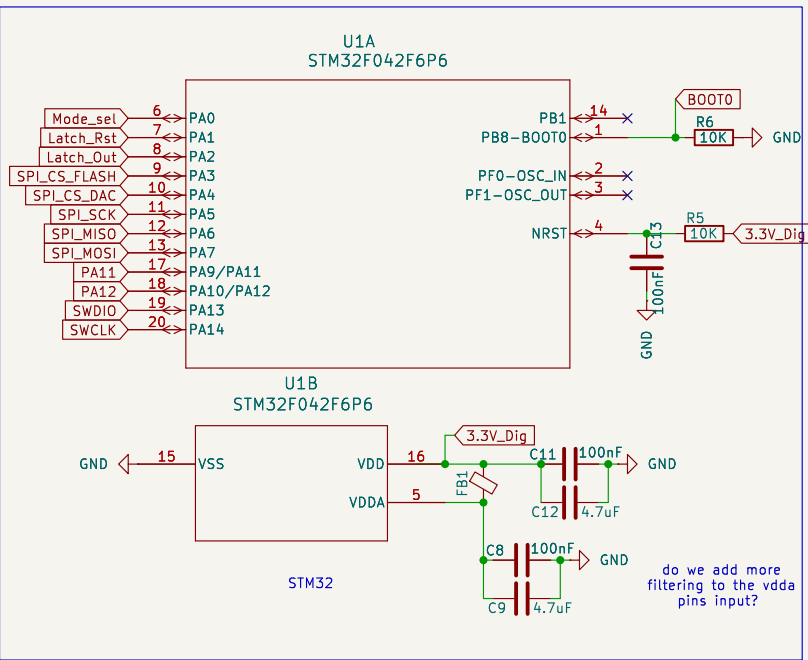 U1A
STM32F042F6P6
Mode_sel 6 PA0
Latch_Rst 7 PA1
Latch_Out 8 PA2
SPI_CS_FLASH 9 PA3
SPI_CS_DAC 10 PA4
SPI_SCK 11 PA5
SPI_MISO 12 PA6
SPI_MOSI 13 PA7
PA11 17 PA9/PA11
PA12 18 PA10/PA12
SWDIO 19 PA13
SWCLK 20 PA14
PB1 14
BOOT0
PB8-BOOT0 1
R6
10K
GND
PF0-OSC_IN 2
PF1-OSC_OUT 3
NRST 4
C13
100nF
GND
R5
10K
3.3V_Dig
U1B
STM32F042F6P6
GND 15 VSS
VDD 16
VDDA 5
3.3V_Dig
FB1
C11 100nF
GND
C12 4.7uF
C8 100nF
GND
C9 4.7uF
STM32
do we add more
filtering to the vdda
pins input?